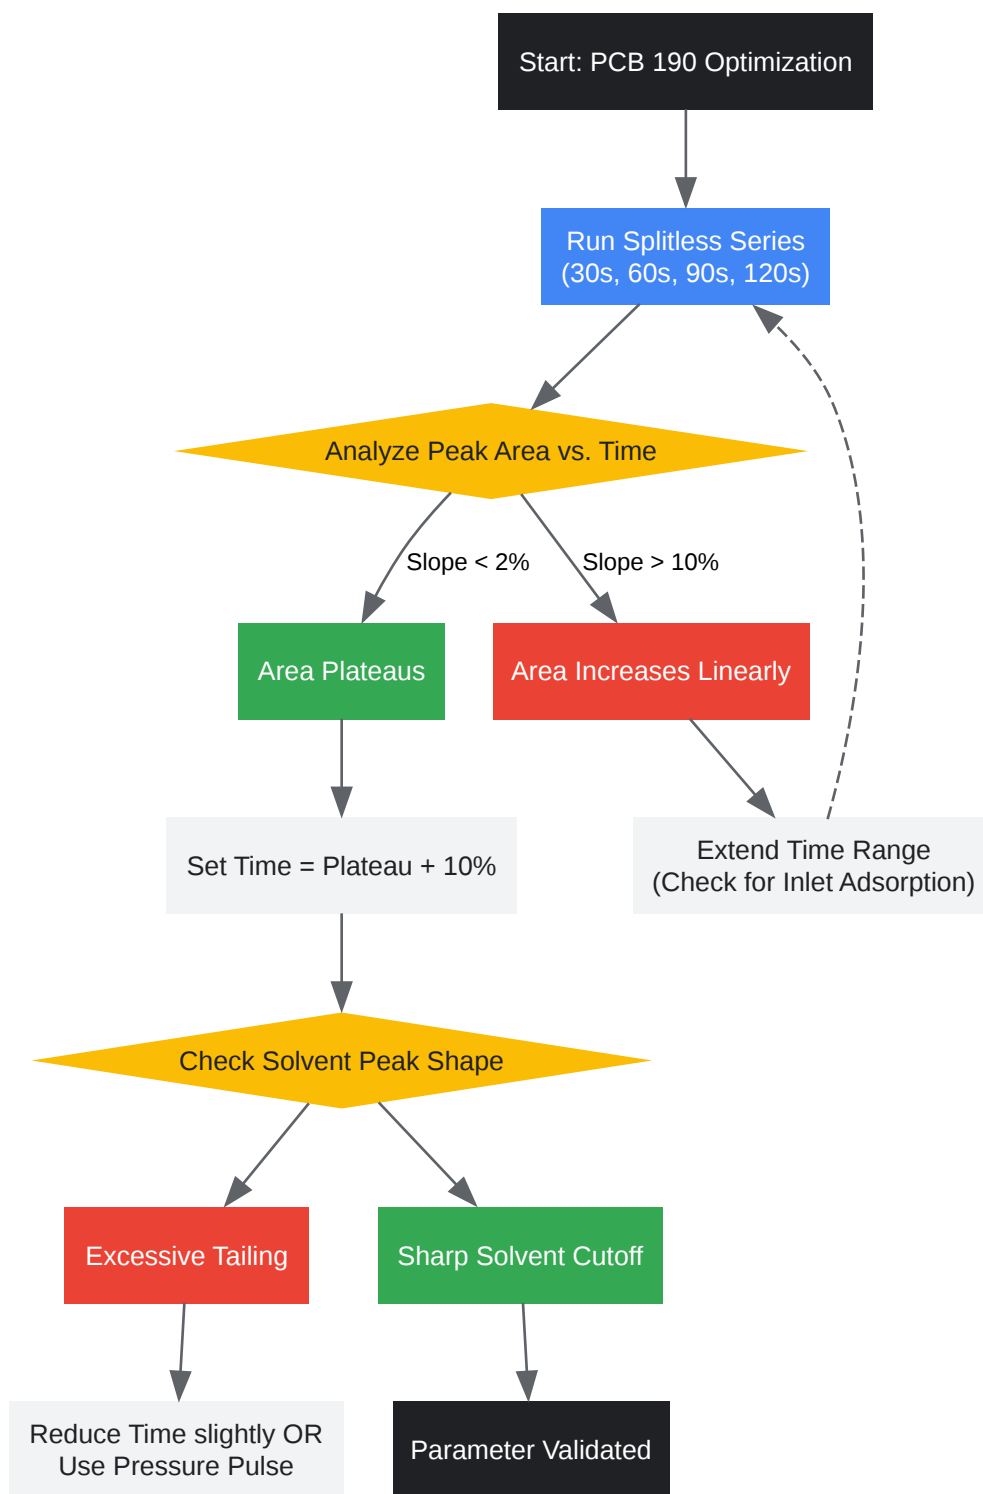 Start: PCB 190 Optimization
Run Splitless Series
(30s, 60s, 90s, 120s)
Analyze Peak Area vs. Time
Slope < 2%
Slope > 10%
Area Plateaus
Area Increases Linearly
Set Time = Plateau + 10%
Extend Time Range
(Check for Inlet Adsorption)
Check Solvent Peak Shape
Excessive Tailing
Sharp Solvent Cutoff
Reduce Time slightly OR
Use Pressure Pulse
Parameter Validated